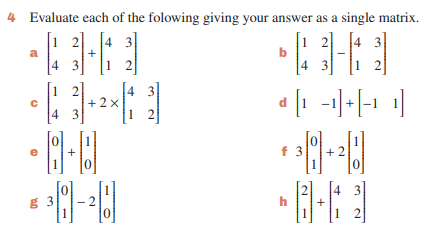 4 Evaluate each of the folowing giving your answer as a single matrix.
a [1 2; 4 3] + [4 3; 1 2]
b [1 2; 4 3] - [4 3; 1 2]
c [1 2; 4 3] + 2 × [4 3; 1 2]
d [1 -1] + [-1 1]
e [0; 1] + [1; 0]
f 3 [0; 1] + 2 [1; 0]
g 3 [0; 1] - 2 [1; 0]
h [2; 1] + [4 3; 1 2]